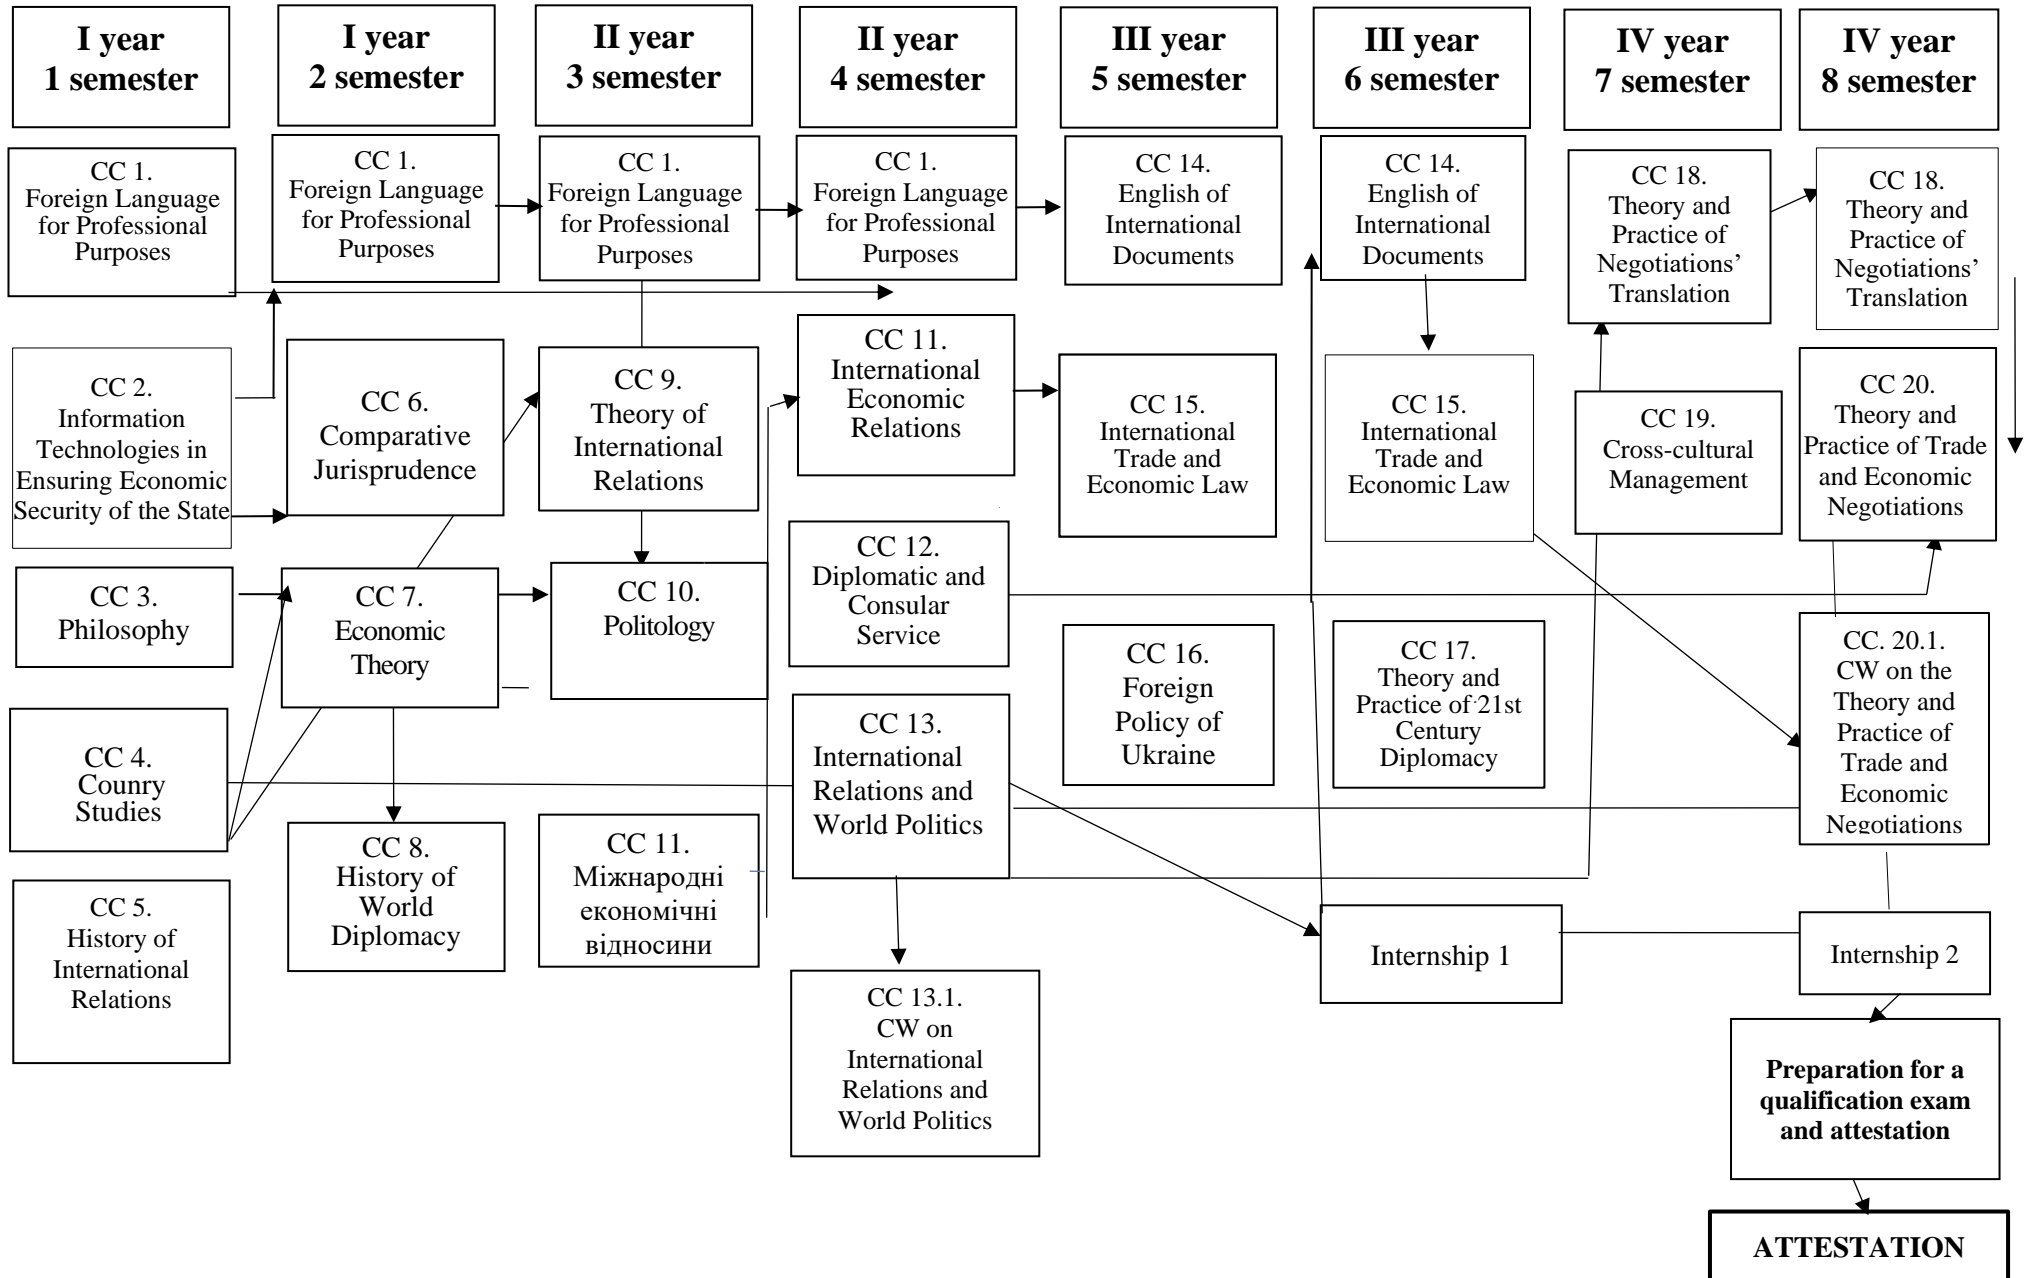 I year
1 semester
I year
2 semester
II year
3 semester
II year
4 semester
III year
5 semester
III year
6 semester
IV year
7 semester
IV year
8 semester
CC 1.
Foreign Language
for Professional
Purposes
CC 1.
Foreign Language
for Professional
Purposes
CC 1.
Foreign Language
for Professional
Purposes
CC 1.
Foreign Language
for Professional
Purposes
CC 14.
English of
International
Documents
CC 14.
English of
International
Documents
CC 18.
Theory and
Practice of
Negotiations’
Translation
CC 18.
Theory and
Practice of
Negotiations’
Translation
CC 2.
Information
Technologies in
Ensuring Economic
Security of the State
CC 6.
Comparative
Jurisprudence
CC 9.
Theory of
International
Relations
CC 11.
International
Economic
Relations
CC 15.
International
Trade and
Economic Law
CC 15.
International
Trade and
Economic Law
CC 19.
Cross-cultural
Management
CC 20.
Theory and
Practice of Trade
and Economic
Negotiations
CC 3.
Philosophy
CC 7.
Economic
Theory
CC 10.
Politology
CC 12.
Diplomatic and
Consular
Service
CC 16.
Foreign
Policy of
Ukraine
CC 17.
Theory and
Practice of 21st
Century
Diplomacy
CC. 20.1.
CW on the
Theory and
Practice of
Trade and
Economic
Negotiations
CC 4.
Counry
Studies
CC 8.
History of
World
Diplomacy
CC 11.
Міжнародні
економічні
відносини
CC 13.
International
Relations and
World Politics
CC 5.
History of
International
Relations
CC 13.1.
CW on
International
Relations and
World Politics
Internship 1
Internship 2
Preparation for a
qualification exam
and attestation
ATTESTATION